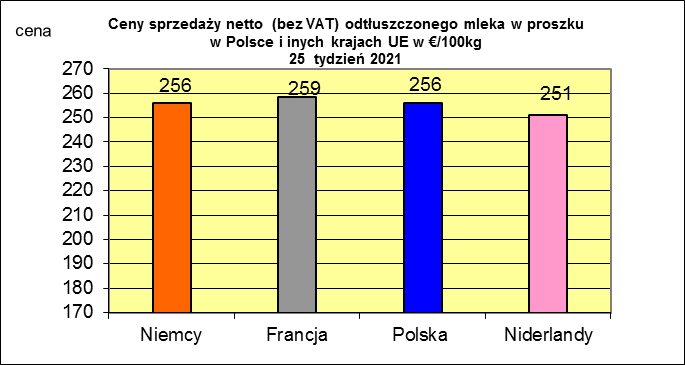 cena
Ceny sprzedaży netto (bez VAT) odtłuszczonego mleka w proszku
w Polsce i inych krajach UE w €/100kg
25 tydzień 2021
270
260
250
240
230
220
210
200
190
180
170
256
259
256
251
Niemcy
Francja
Polska
Niderlandy